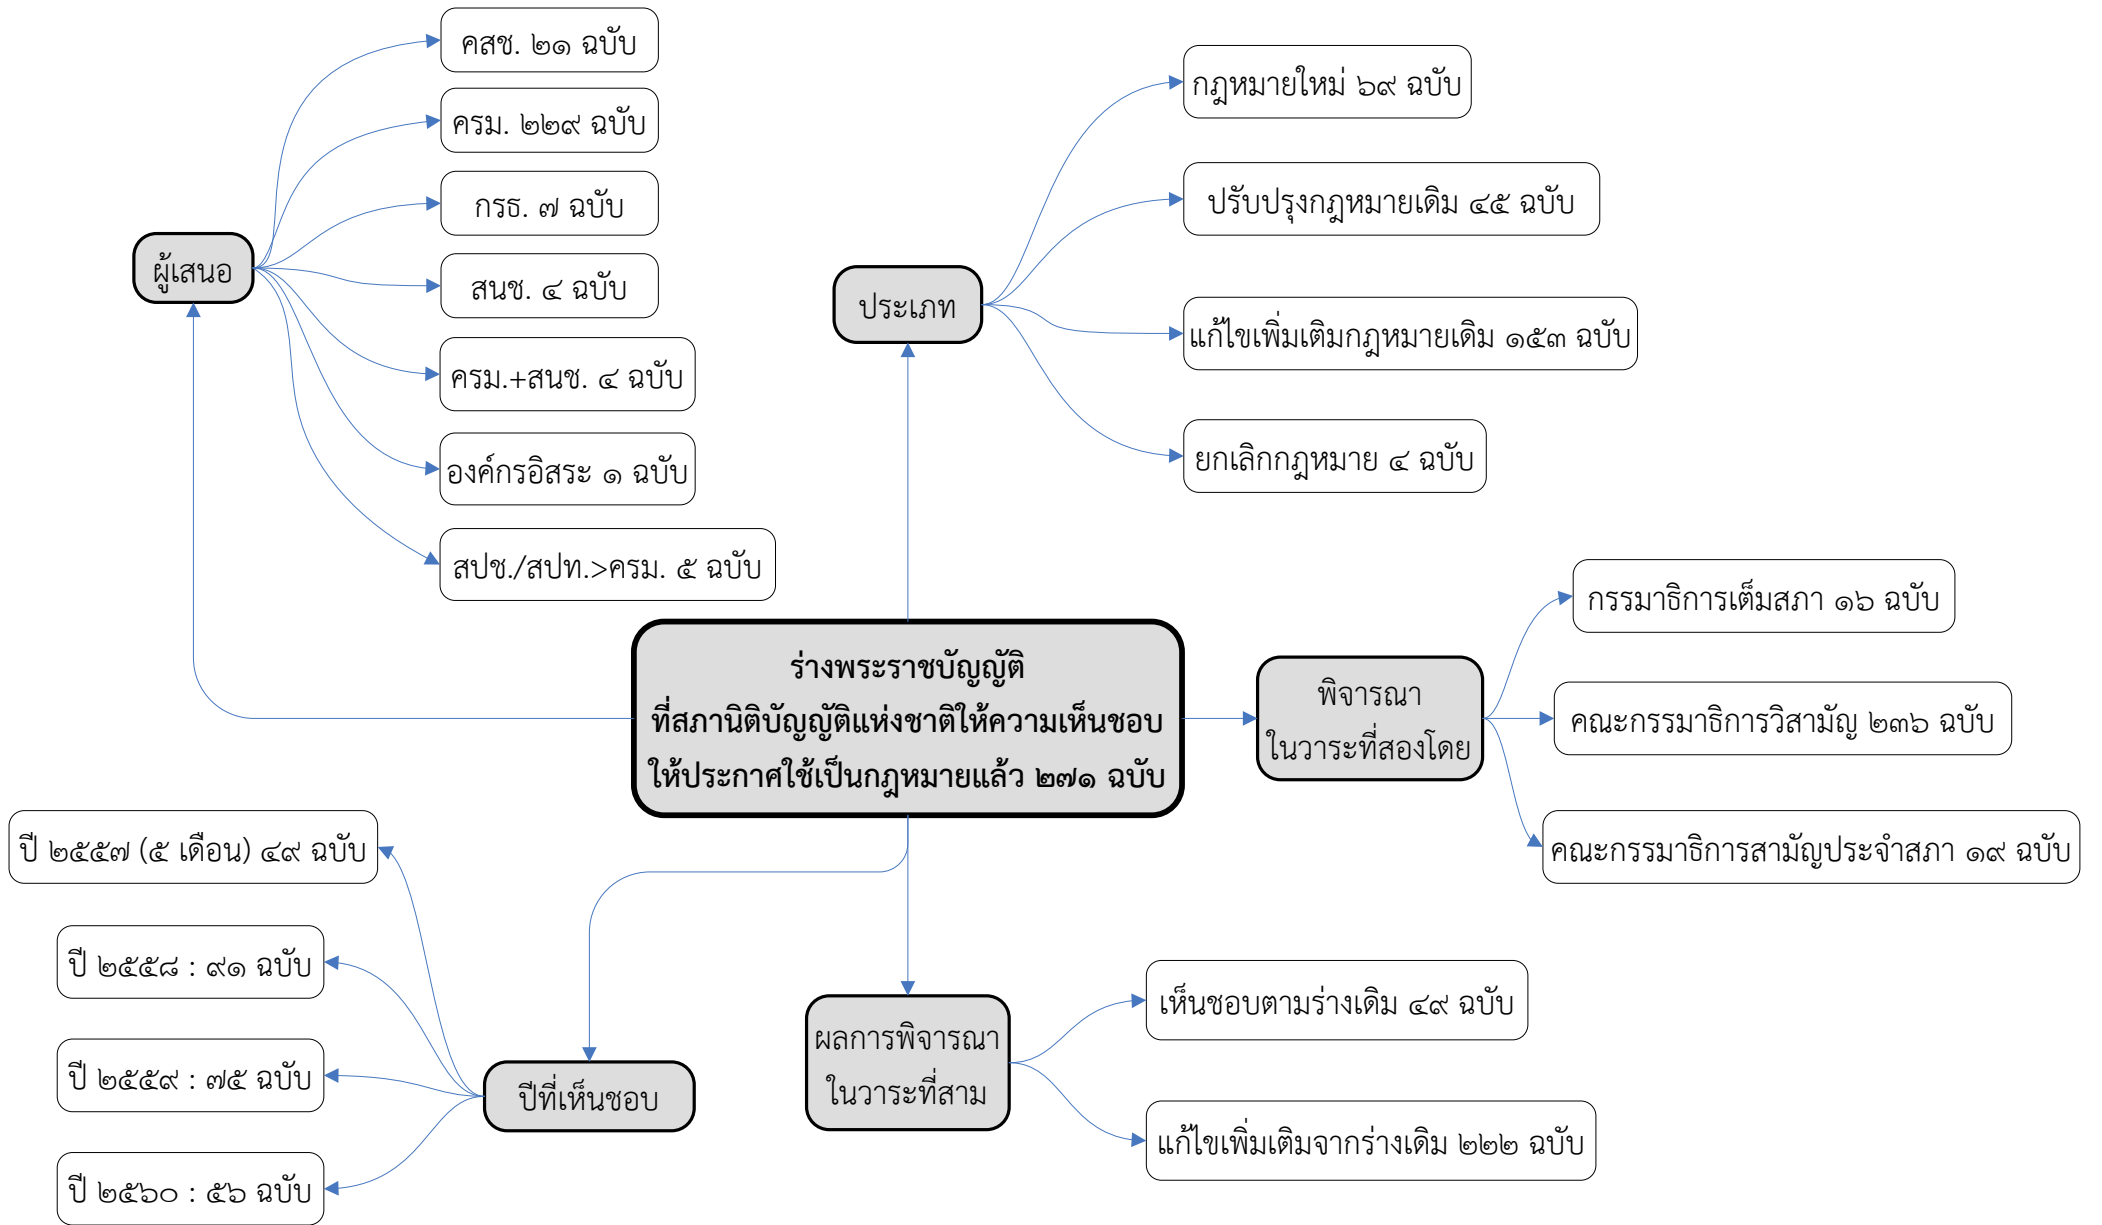 คสช. ๒๑ ฉบับ
ครม. ๒๒๙ ฉบับ
กรธ. ๗ ฉบับ
ผู้เสนอ
สนช. ๔ ฉบับ
ครม.+สนช. ๔ ฉบับ
องค์กรอิสระ ๑ ฉบับ
สปช./สปท.>ครม. ๕ ฉบับ
กฎหมายใหม่ ๖๙ ฉบับ
ปรับปรุงกฎหมายเดิม ๔๕ ฉบับ
ประเภท
แก้ไขเพิ่มเติมกฎหมายเดิม ๑๕๓ ฉบับ
ยกเลิกกฎหมาย ๔ ฉบับ
ร่างพระราชบัญญัติ
ที่สภานิติบัญญัติแห่งชาติให้ความเห็นชอบ
ให้ประกาศใช้เป็นกฎหมายแล้ว ๒๗๑ ฉบับ
พิจารณา
ในวาระที่สองโดย
กรรมาธิการเต็มสภา ๑๖ ฉบับ
คณะกรรมาธิการวิสามัญ ๒๓๖ ฉบับ
คณะกรรมาธิการสามัญประจำสภา ๑๙ ฉบับ
ปี ๒๕๕๗ (๕ เดือน) ๔๙ ฉบับ
ปี ๒๕๕๘ : ๙๑ ฉบับ
ปี ๒๕๕๙ : ๗๕ ฉบับ
ปี ๒๕๖๐ : ๕๖ ฉบับ
ปีที่เห็นชอบ
ผลการพิจารณา
ในวาระที่สาม
เห็นชอบตามร่างเดิม ๔๙ ฉบับ
แก้ไขเพิ่มเติมจากร่างเดิม ๒๒๒ ฉบับ